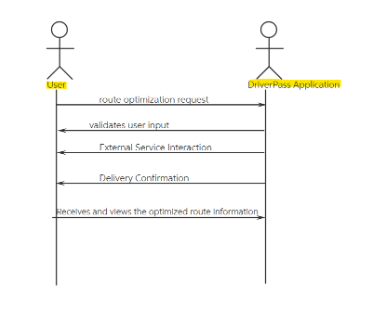 User
DriverPass Application
route optimization request
validates user input
External Service Interaction
Delivery Confirmation
Receives and views the optimized route information